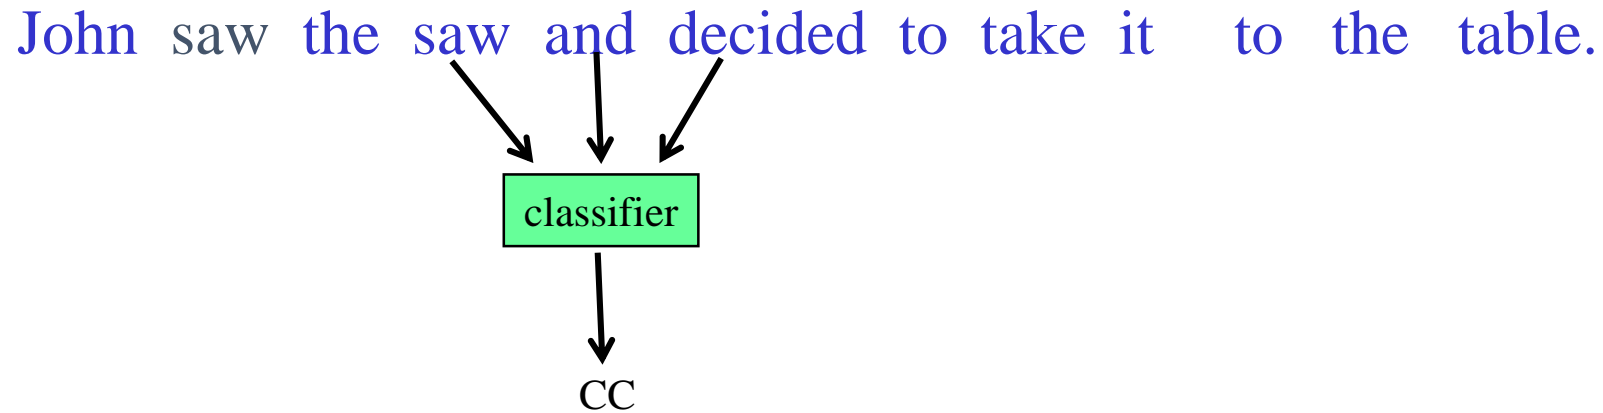 John saw the saw and decided to take it to the table.
classifier
CC